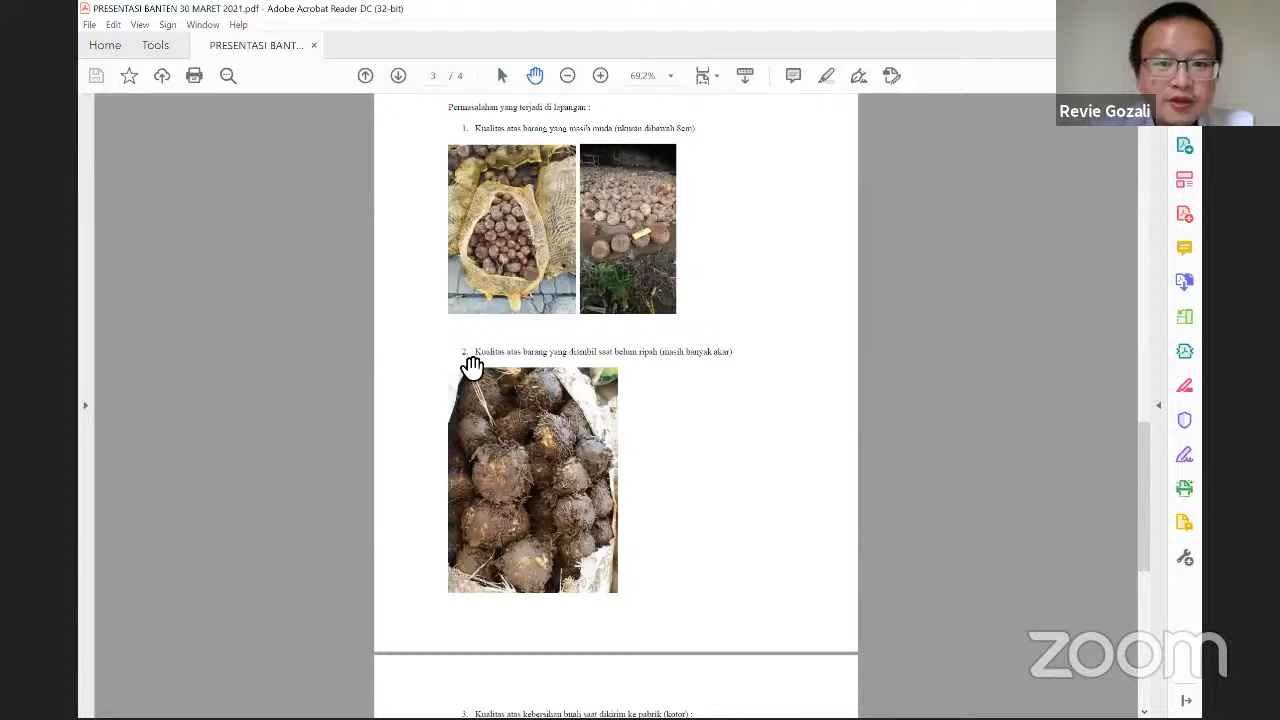 PRESENTASI BANTEN 30 MARET 2021.pdf - Adobe Acrobat Reader DC (32-bit)
File Edit View Sign Window Help
Home Tools PRESENTASI BANT... ×
3 / 4 69,2%
Revie Gozali
Permasalahan yang terjadi di lapangan :
1. Kualitas atas barang yang masih muda (ukuran dibawah 8cm)
2. Kualitas atas barang yang diambil saat belum ripah (masih banyak akar)
3. Kualitas atas kebersihan buah saat dikirim ke pabrik (kotor) :
zoom